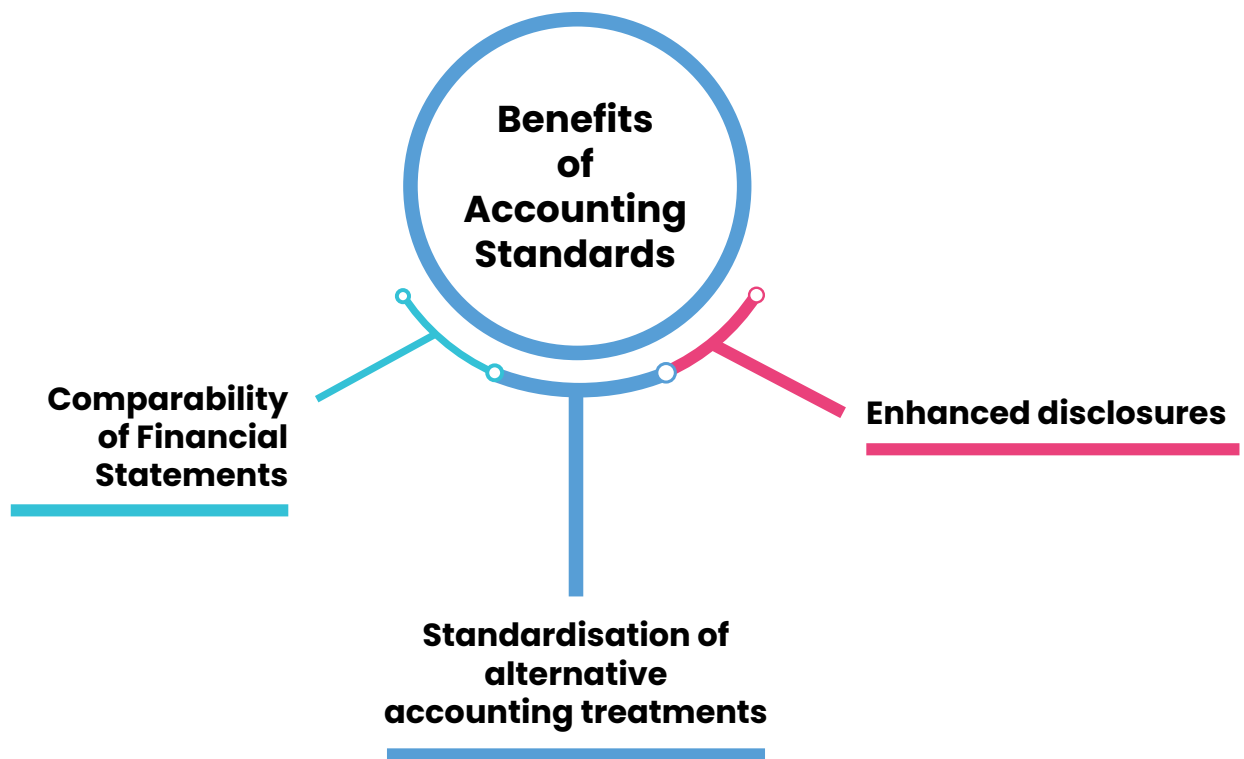 Benefits
of
Accounting
Standards
Comparability
of Financial
Statements
Enhanced disclosures
Standardisation of
alternative
accounting treatments